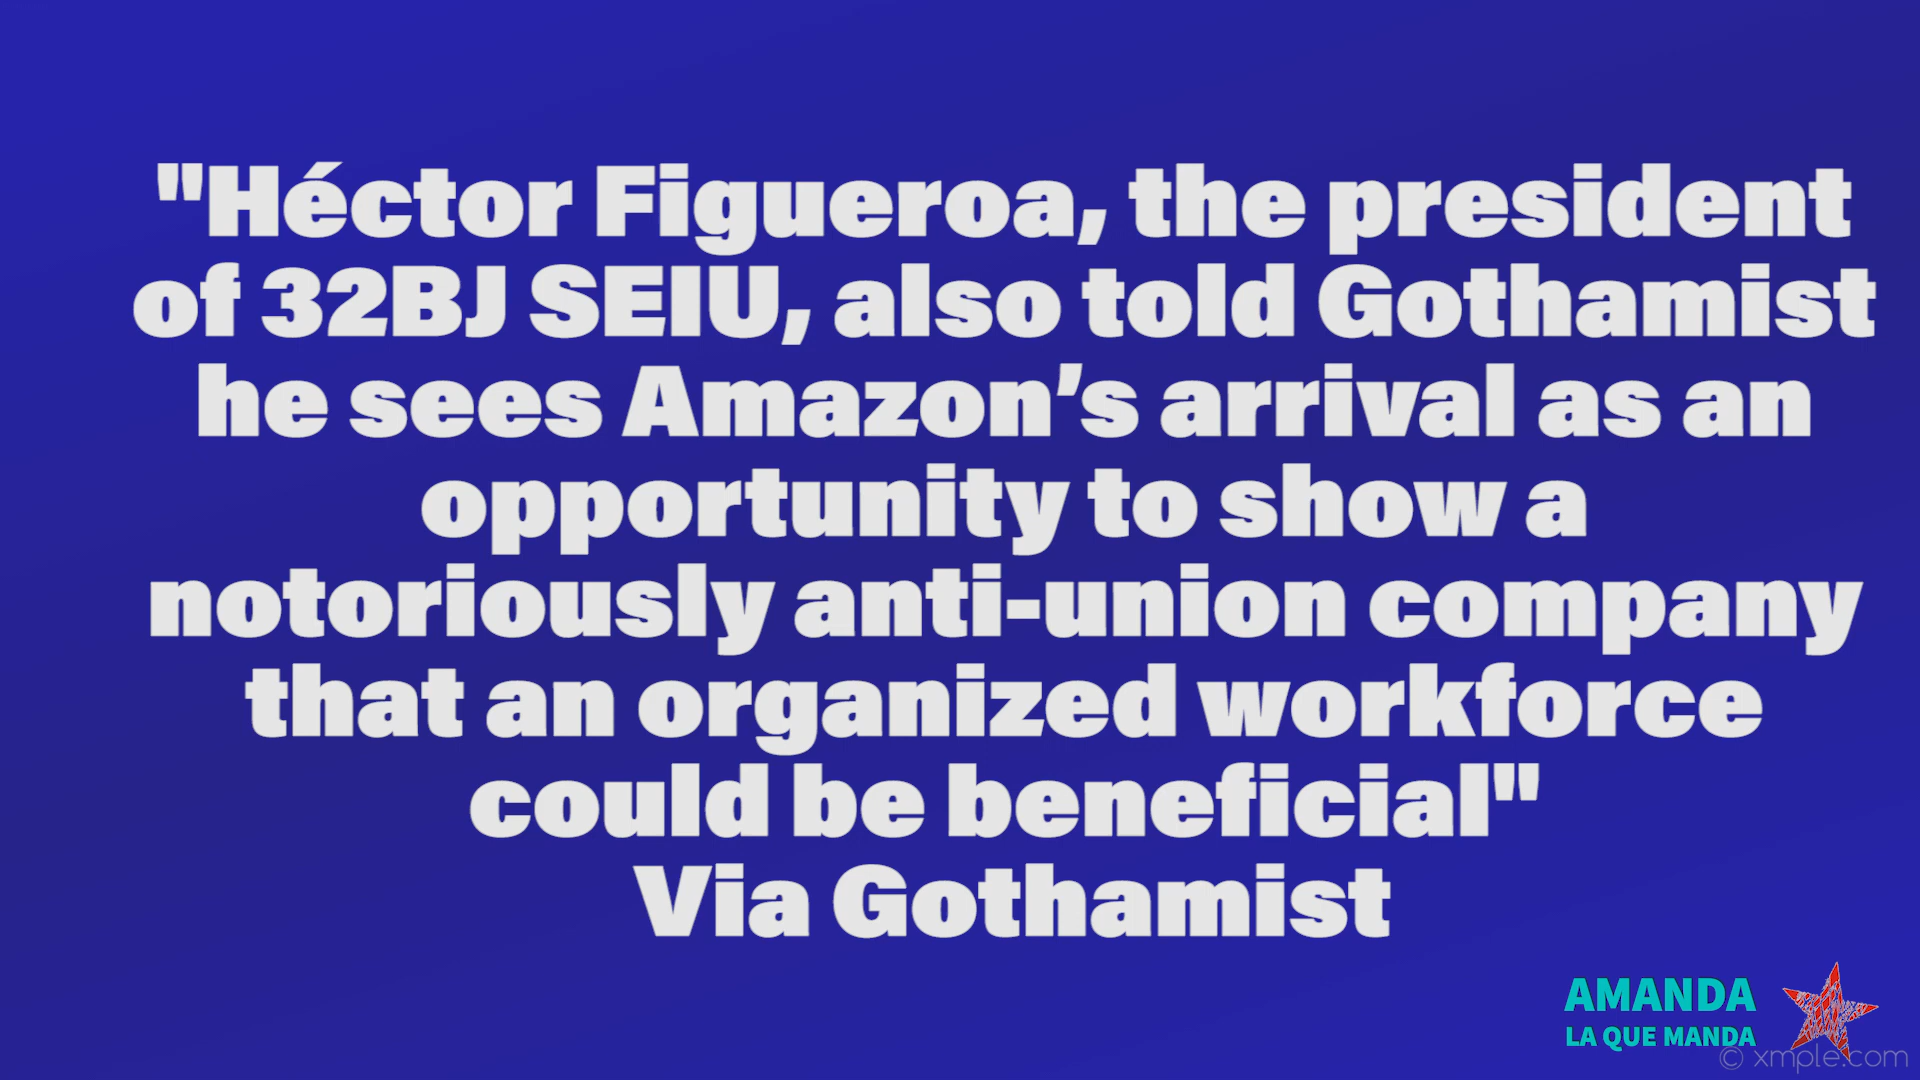 "Héctor Figueroa, the president
of 32BJ SEIU, also told Gothamist
he sees Amazon’s arrival as an
opportunity to show a
notoriously anti-union company
that an organized workforce
could be beneficial"
Via Gothamist
AMANDA
LA QUE MANDA
© xmple.com